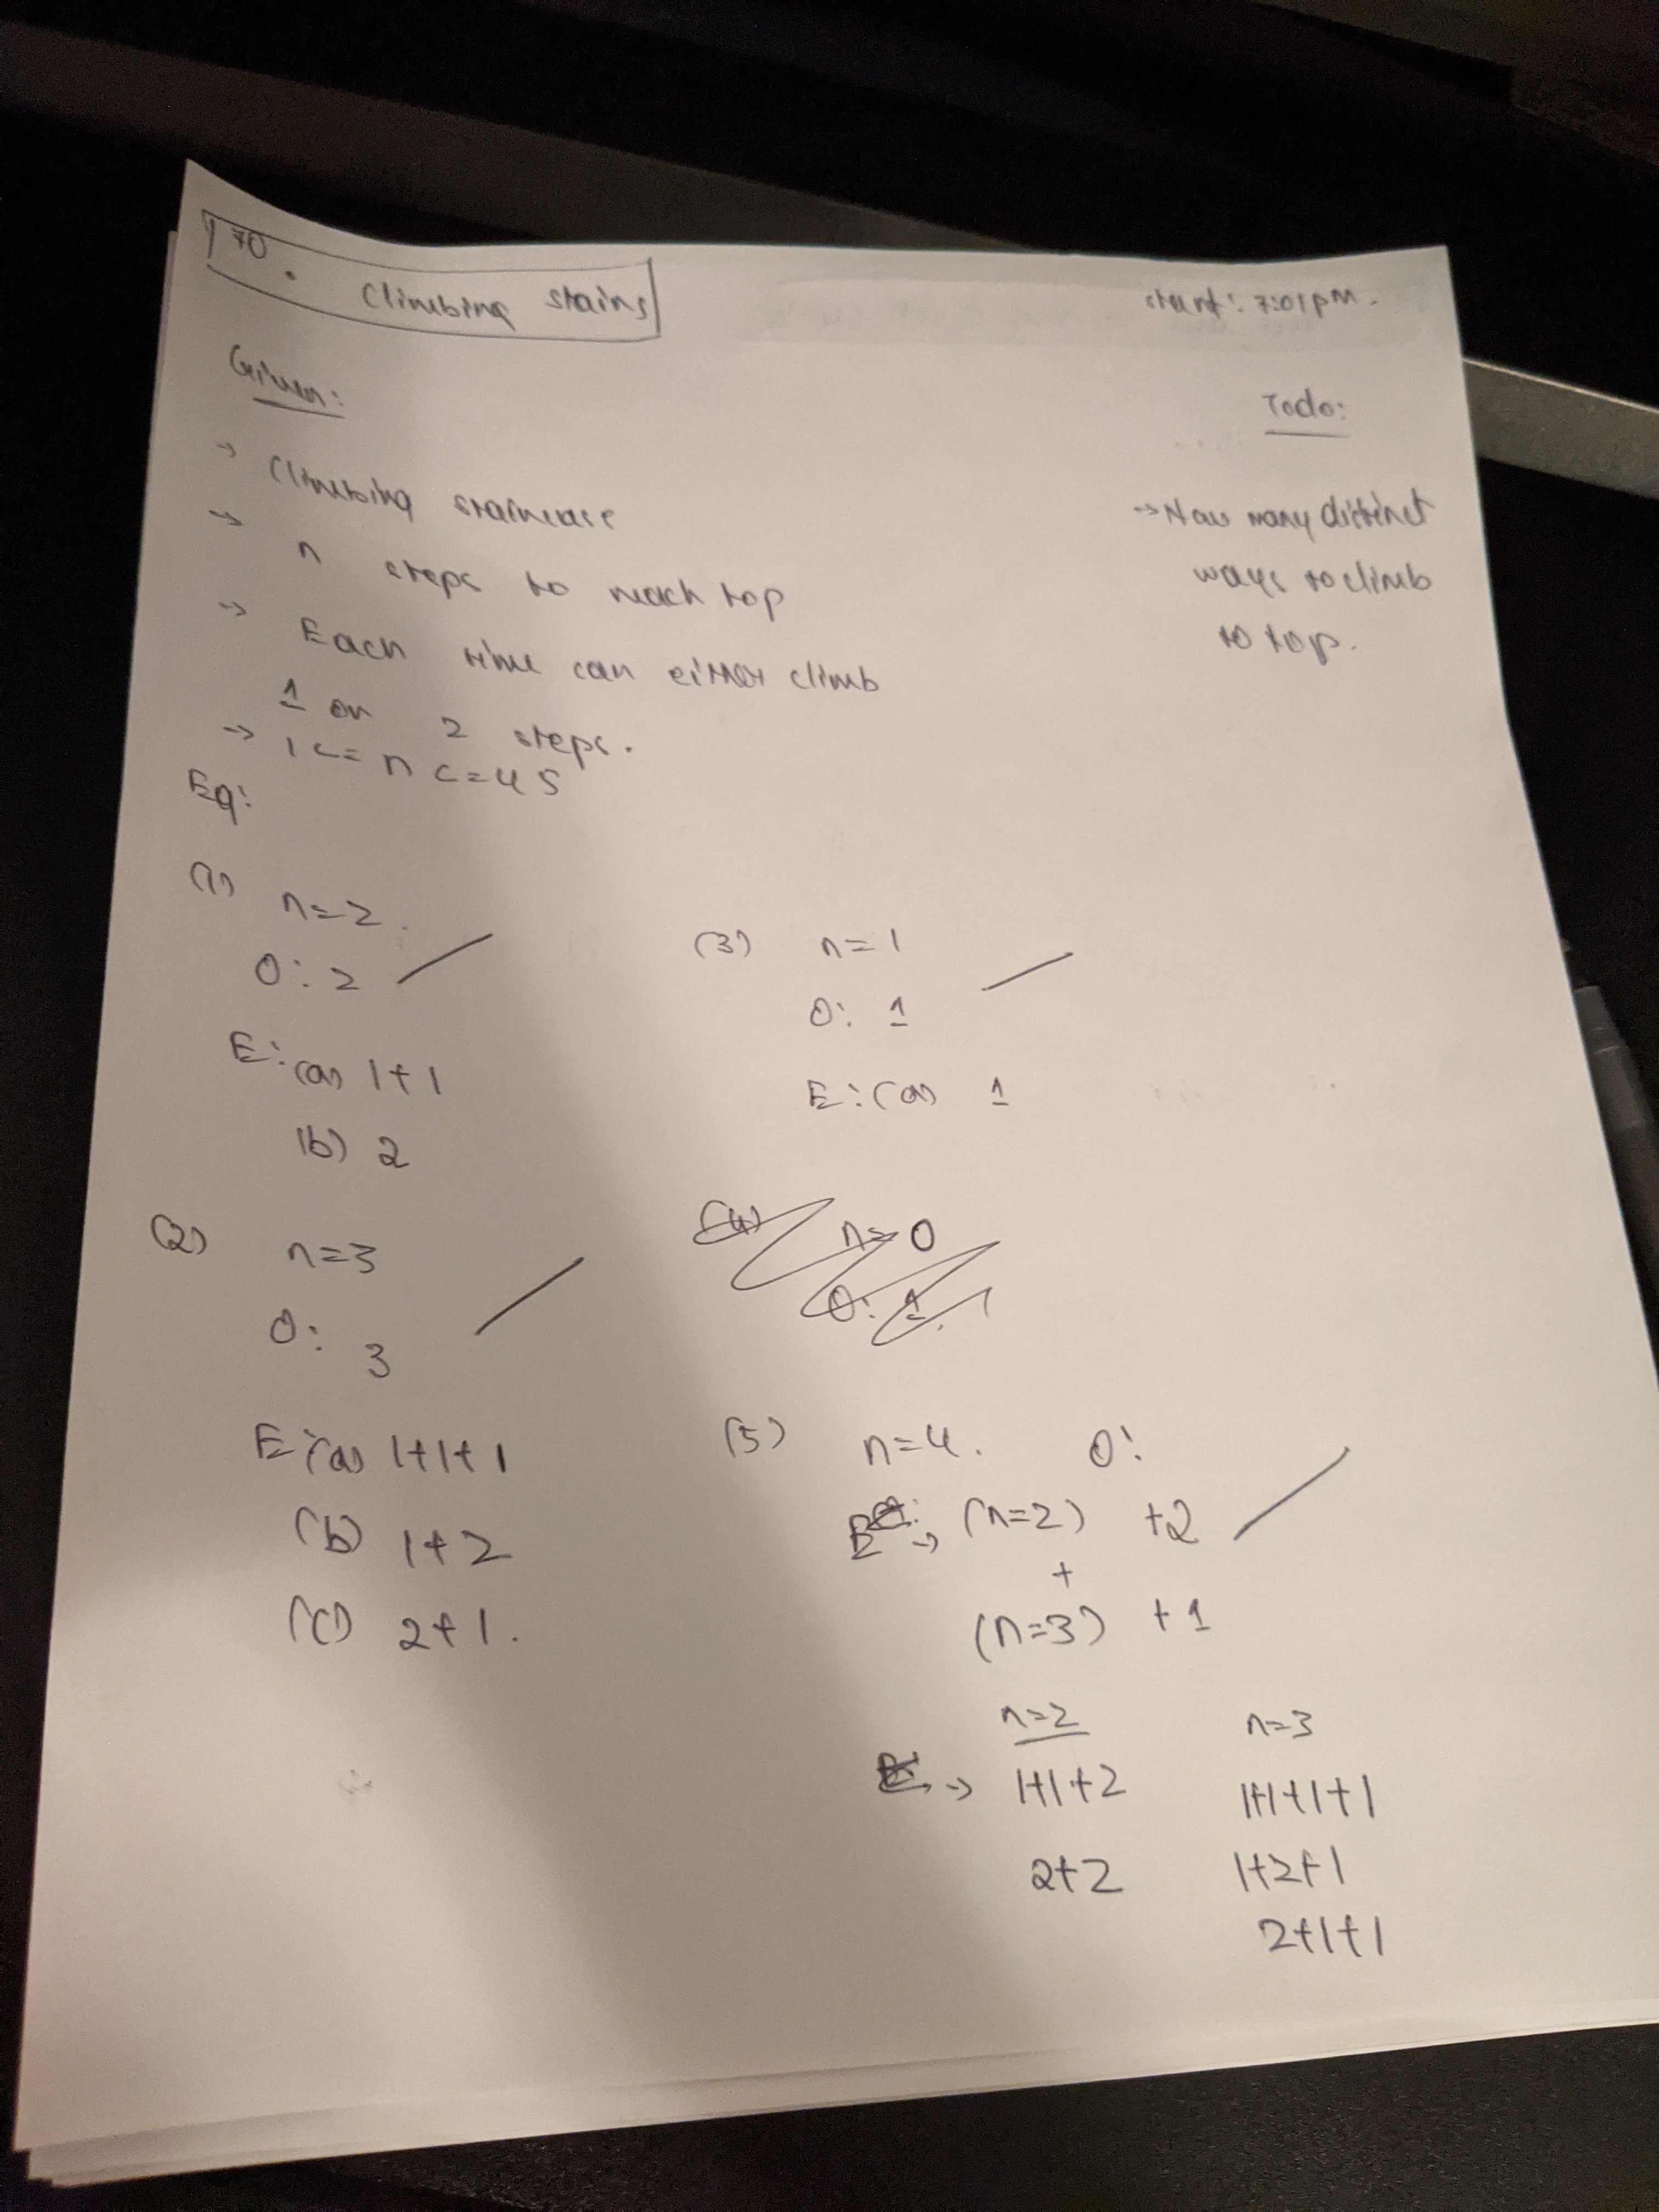 70.
Climbing stairs
start: 7:01pm.
Given:
Todo:
→ Climbing staircase
→ n steps to reach top
→ Each time can either climb
1 or 2 steps.
→ 1 <= n <= 45
→ How many distinct
ways to climb
to top.
Eg:
(1) n=2.
O: 2
E: (a) 1+1
(b) 2
(2) n=3
O: 3
E: (a) 1+1+1
(b) 1+2
(c) 2+1.
(3) n=1
O: 1
E: (a) 1
(4) n=0
O: 1.
(5) n=4. O:
→ (n=2) +2
+
(n=3) +1
n=2 n=3
→ 1+1+2 1+1+1+1
2+2 1+2+1
2+1+1